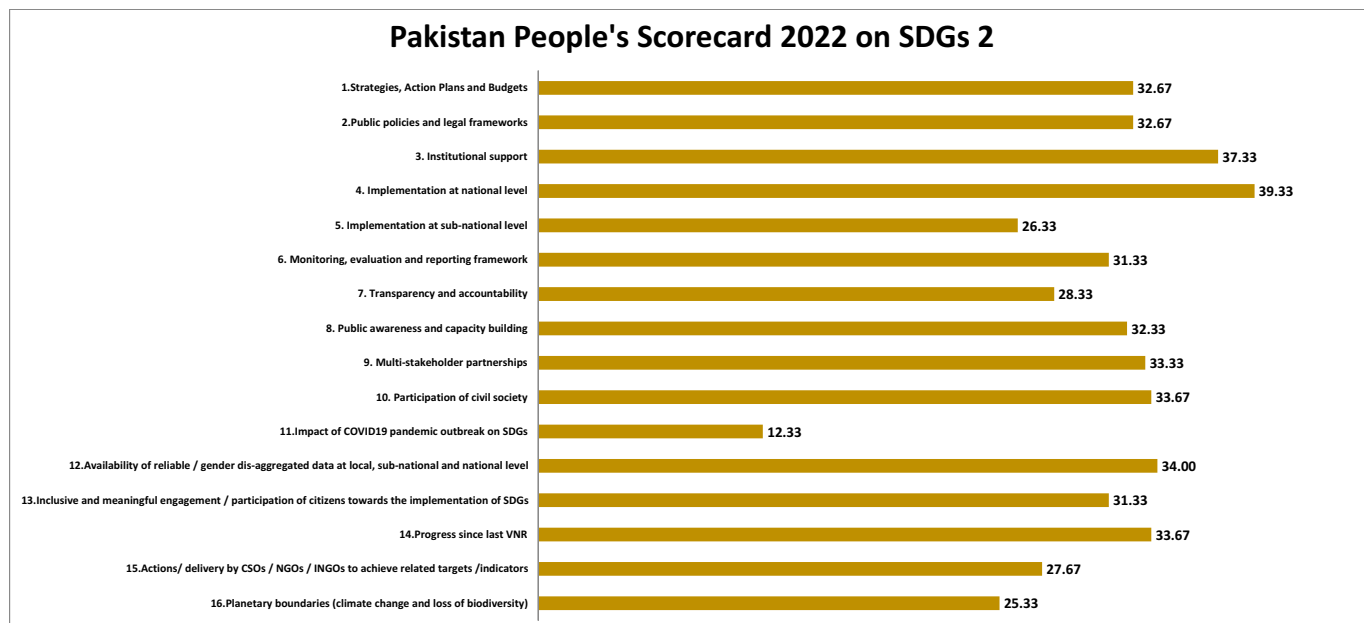 Pakistan People's Scorecard 2022 on SDGs 2
1.Strategies, Action Plans and Budgets 32.67
2.Public policies and legal frameworks 32.67
3. Institutional support 37.33
4. Implementation at national level 39.33
5. Implementation at sub-national level 26.33
6. Monitoring, evaluation and reporting framework 31.33
7. Transparency and accountability 28.33
8. Public awareness and capacity building 32.33
9. Multi-stakeholder partnerships 33.33
10. Participation of civil society 33.67
11.Impact of COVID19 pandemic outbreak on SDGs 12.33
12.Availability of reliable / gender dis-aggregated data at local, sub-national and national level 34.00
13.Inclusive and meaningful engagement / participation of citizens towards the implementation of SDGs 31.33
14.Progress since last VNR 33.67
15.Actions/ delivery by CSOs / NGOs / INGOs to achieve related targets /indicators 27.67
16.Planetary boundaries (climate change and loss of biodiversity) 25.33